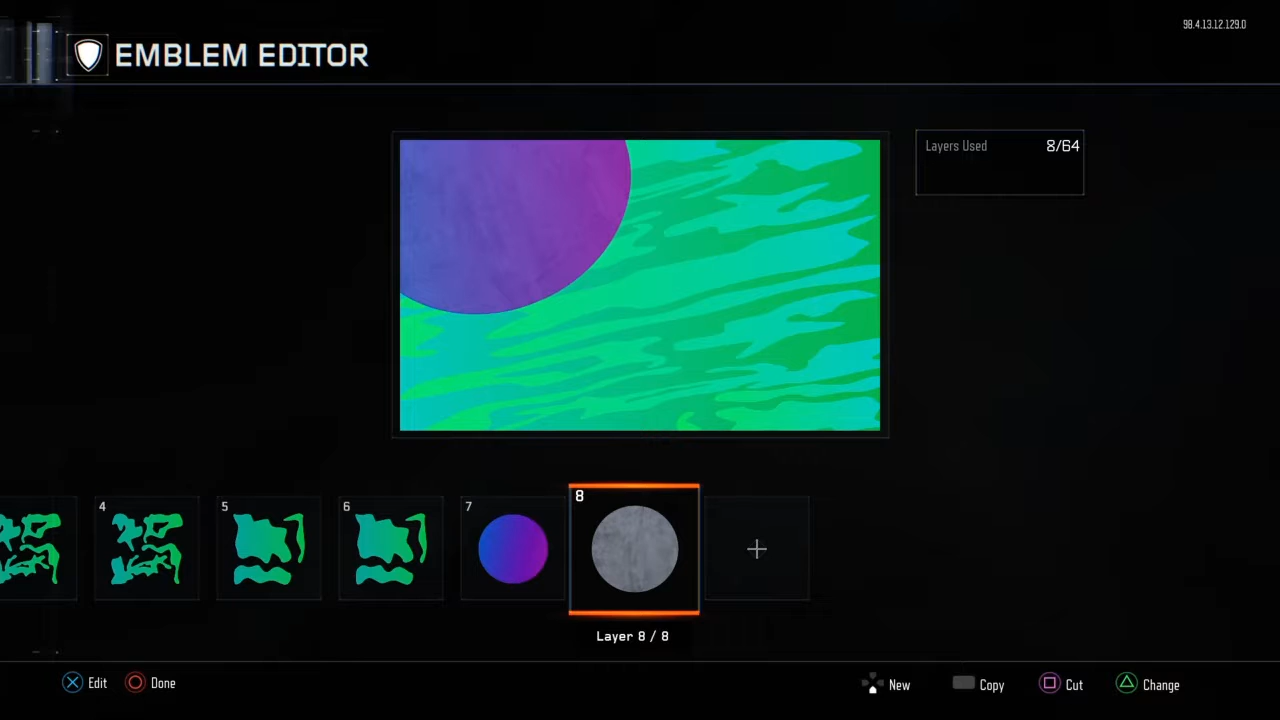 98.4.13.12.129.0
EMBLEM EDITOR
Layers Used 8/64
4 5 6 7 8
Layer 8 / 8
Edit Done New Copy Cut Change